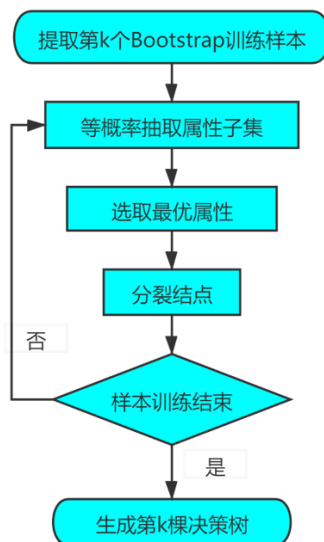 提取第k个Bootstrap训练样本
等概率抽取属性子集
选取最优属性
分裂结点
否
样本训练结束
是
生成第k棵决策树